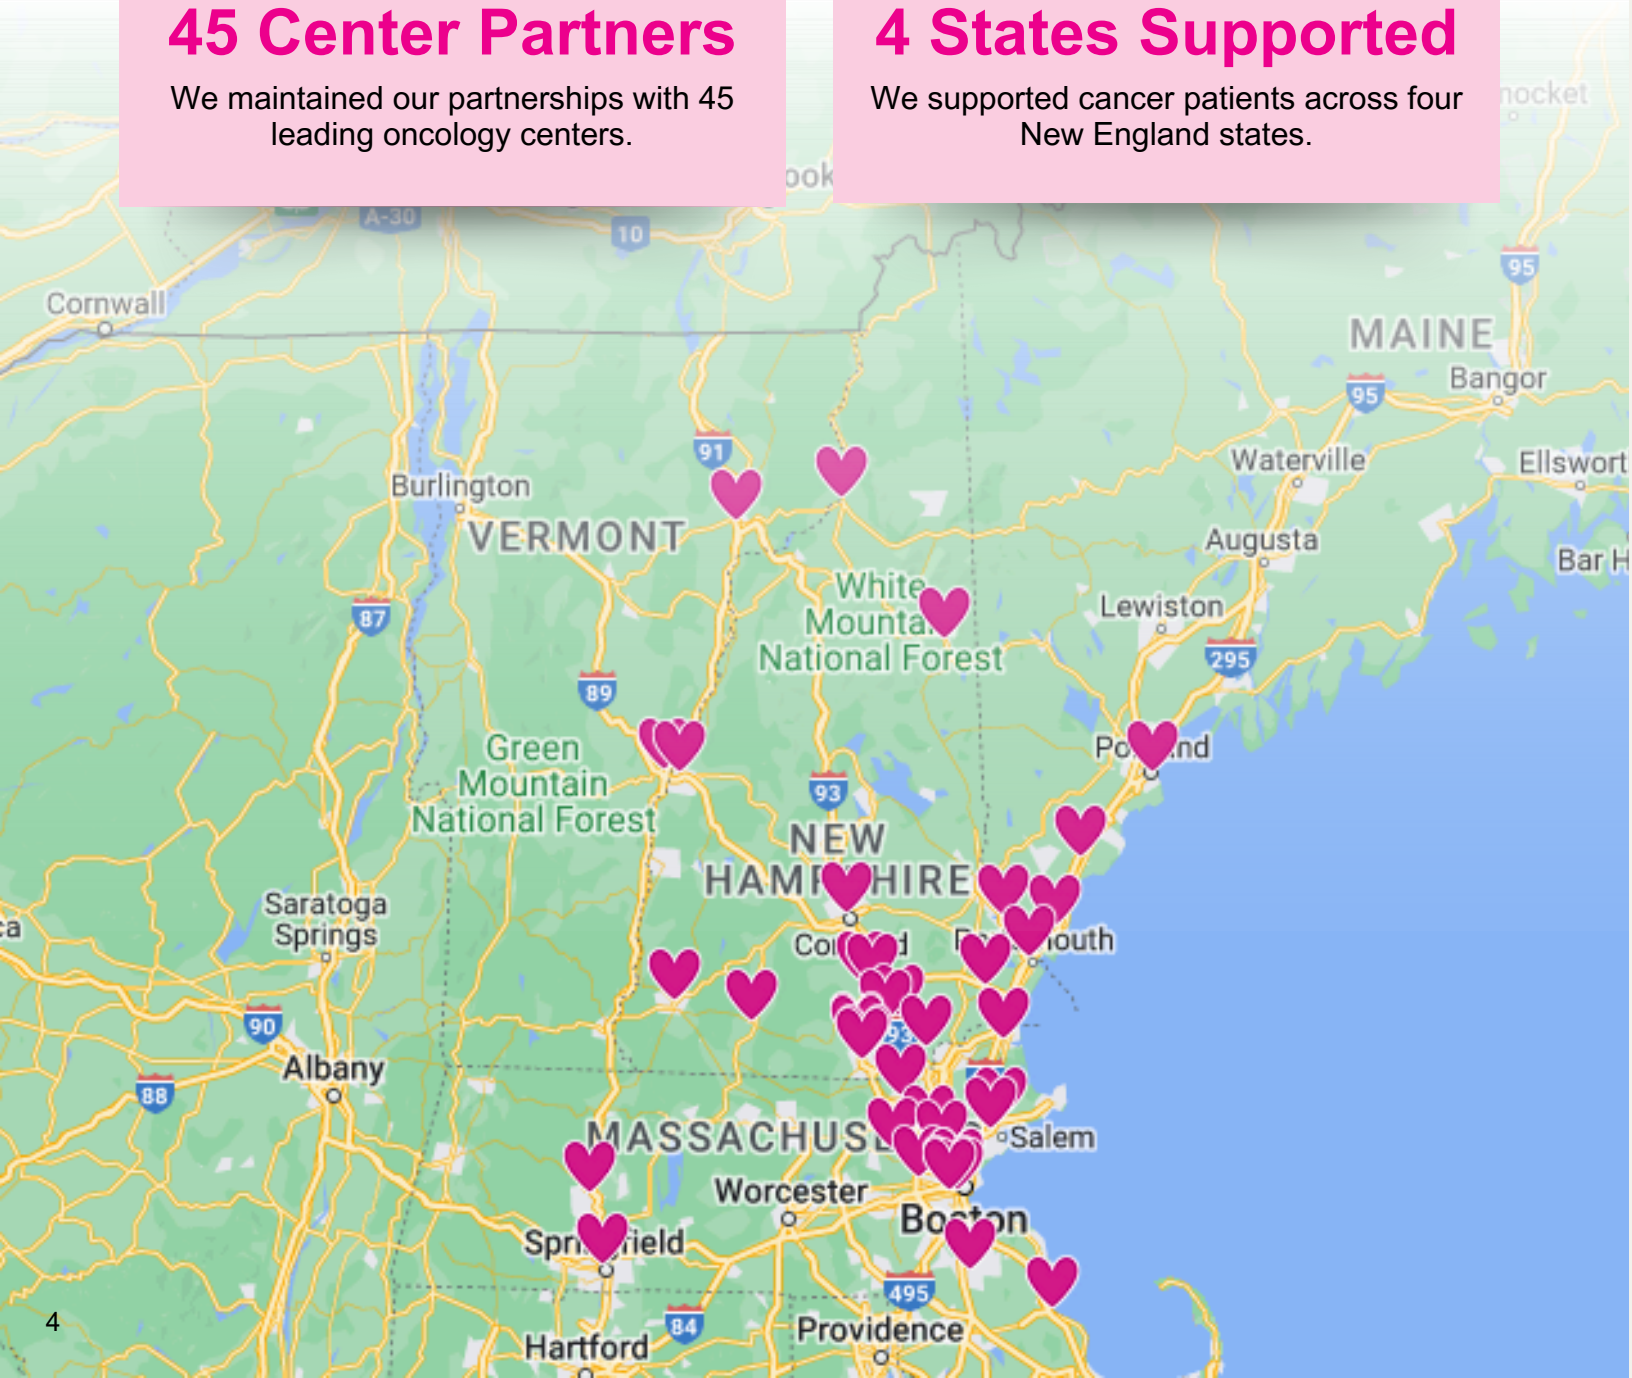 45 Center Partners
We maintained our partnerships with 45
leading oncology centers.
4 States Supported
We supported cancer patients across four
New England states.
A-30
10
95
Cornwall
MAINE
Bangor
95
91
Waterville
Burlington
VERMONT
Augusta
White
National Forest
Lewiston
87
295
89
Green
Mountain
National Forest
93
NEW
Saratoga
Springs
90
93
Albany
88
Salem
Worcester
495
84
Providence
Hartford
4